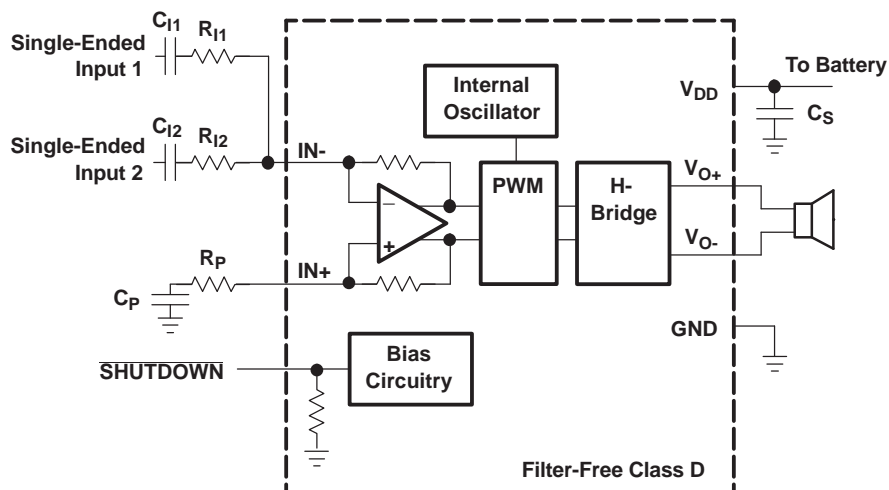 Single-Ended
Input 1
C_I1
R_I1
Single-Ended
Input 2
C_I2
R_I2
IN-
R_P
IN+
C_P
SHUTDOWN
Internal
Oscillator
PWM
H-
Bridge
−
+
Bias
Circuitry
V_DD
To Battery
C_S
V_O+
V_O-
GND
Filter-Free Class D